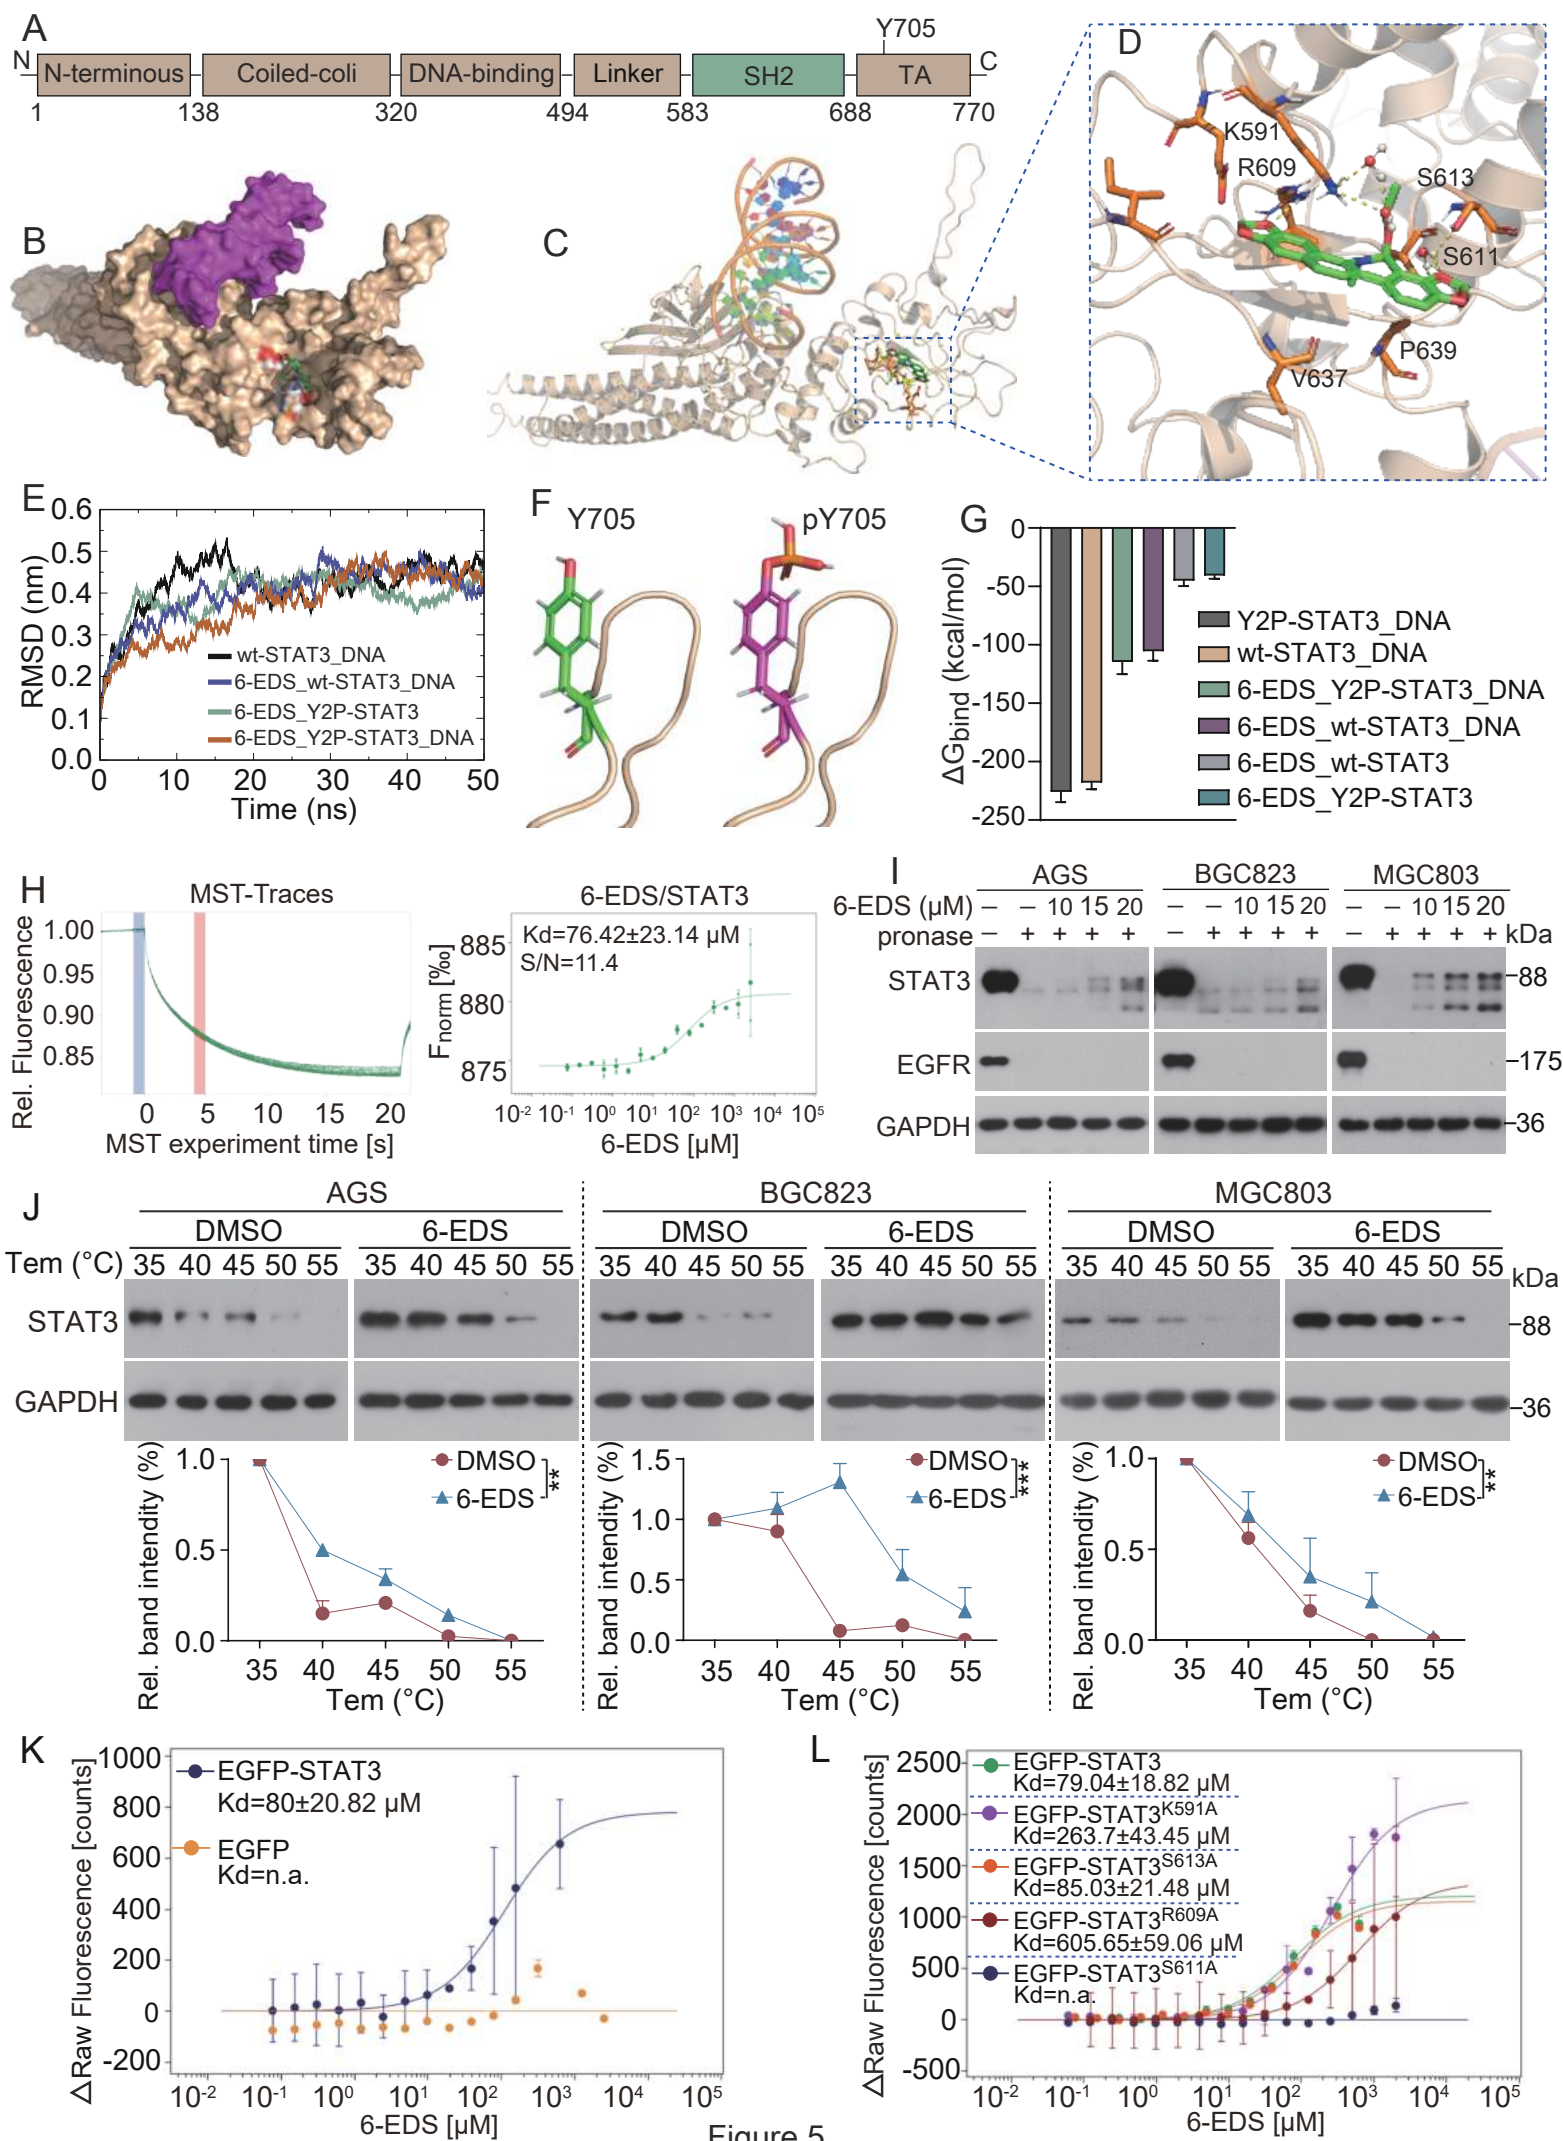 A
Y705
N
N-terminous
Coiled-coli
DNA-binding
Linker
SH2
TA
C
1
138
320
494
583
688
770
B
C
D
K591
R609
S613
S611
P639
V637
E
RMSD (nm)
0.6
0.5
0.4
0.3
0.2
0.1
0.0
0 10 20 30 40 50
Time (ns)
wt-STAT3_DNA
6-EDS_wt-STAT3_DNA
6-EDS_Y2P-STAT3
6-EDS_Y2P-STAT3_DNA
F
Y705
pY705
G
ΔGbind (kcal/mol)
0
-50
-100
-150
-200
-250
Y2P-STAT3_DNA
wt-STAT3_DNA
6-EDS_Y2P-STAT3_DNA
6-EDS_wt-STAT3_DNA
6-EDS_wt-STAT3
6-EDS_Y2P-STAT3
H
MST-Traces
Rel. Fluorescence
1.00
0.95
0.90
0.85
0 5 10 15 20
MST experiment time [s]
6-EDS/STAT3
Kd=76.42±23.14 µM
S/N=11.4
Fnorm [‰]
885
880
875
10-2 10-1 100 101 102 103 104 105
6-EDS [µM]
I
AGS BGC823 MGC803
6-EDS (µM) – – 10 15 20 – – 10 15 20 – – 10 15 20
pronase – + + + + – + + + + – + + + + kDa
STAT3 –88
EGFR –175
GAPDH –36
J
AGS BGC823 MGC803
DMSO 6-EDS DMSO 6-EDS DMSO 6-EDS
Tem (°C) 35 40 45 50 55 35 40 45 50 55 35 40 45 50 55 35 40 45 50 55 35 40 45 50 55 35 40 45 50 55
kDa
STAT3 –88
GAPDH –36
Rel. band intendity (%)
1.0
0.5
0.0
35 40 45 50 55
Tem (°C)
DMSO
6-EDS
**
Rel. band intendity (%)
1.5
1.0
0.5
0.0
35 40 45 50 55
Tem (°C)
DMSO
6-EDS
***
Rel. band intendity (%)
1.0
0.5
0.0
35 40 45 50 55
Tem (°C)
DMSO
6-EDS
**
K
△Raw Fluorescence [counts]
1000
800
600
400
200
0
-200
EGFP-STAT3
Kd=80±20.82 µM
EGFP
Kd=n.a.
10-2 10-1 100 101 102 103 104 105
6-EDS [µM]
L
△Raw Fluorescence [counts]
2500
2000
1500
1000
500
0
-500
EGFP-STAT3
Kd=79.04±18.82 µM
EGFP-STAT3K591A
Kd=263.7±43.45 µM
EGFP-STAT3S613A
Kd=85.03±21.48 µM
EGFP-STAT3R609A
Kd=605.65±59.06 µM
EGFP-STAT3S611A
Kd=n.a.
10-2 10-1 100 101 102 103 104 105
6-EDS [µM]
Figure 5